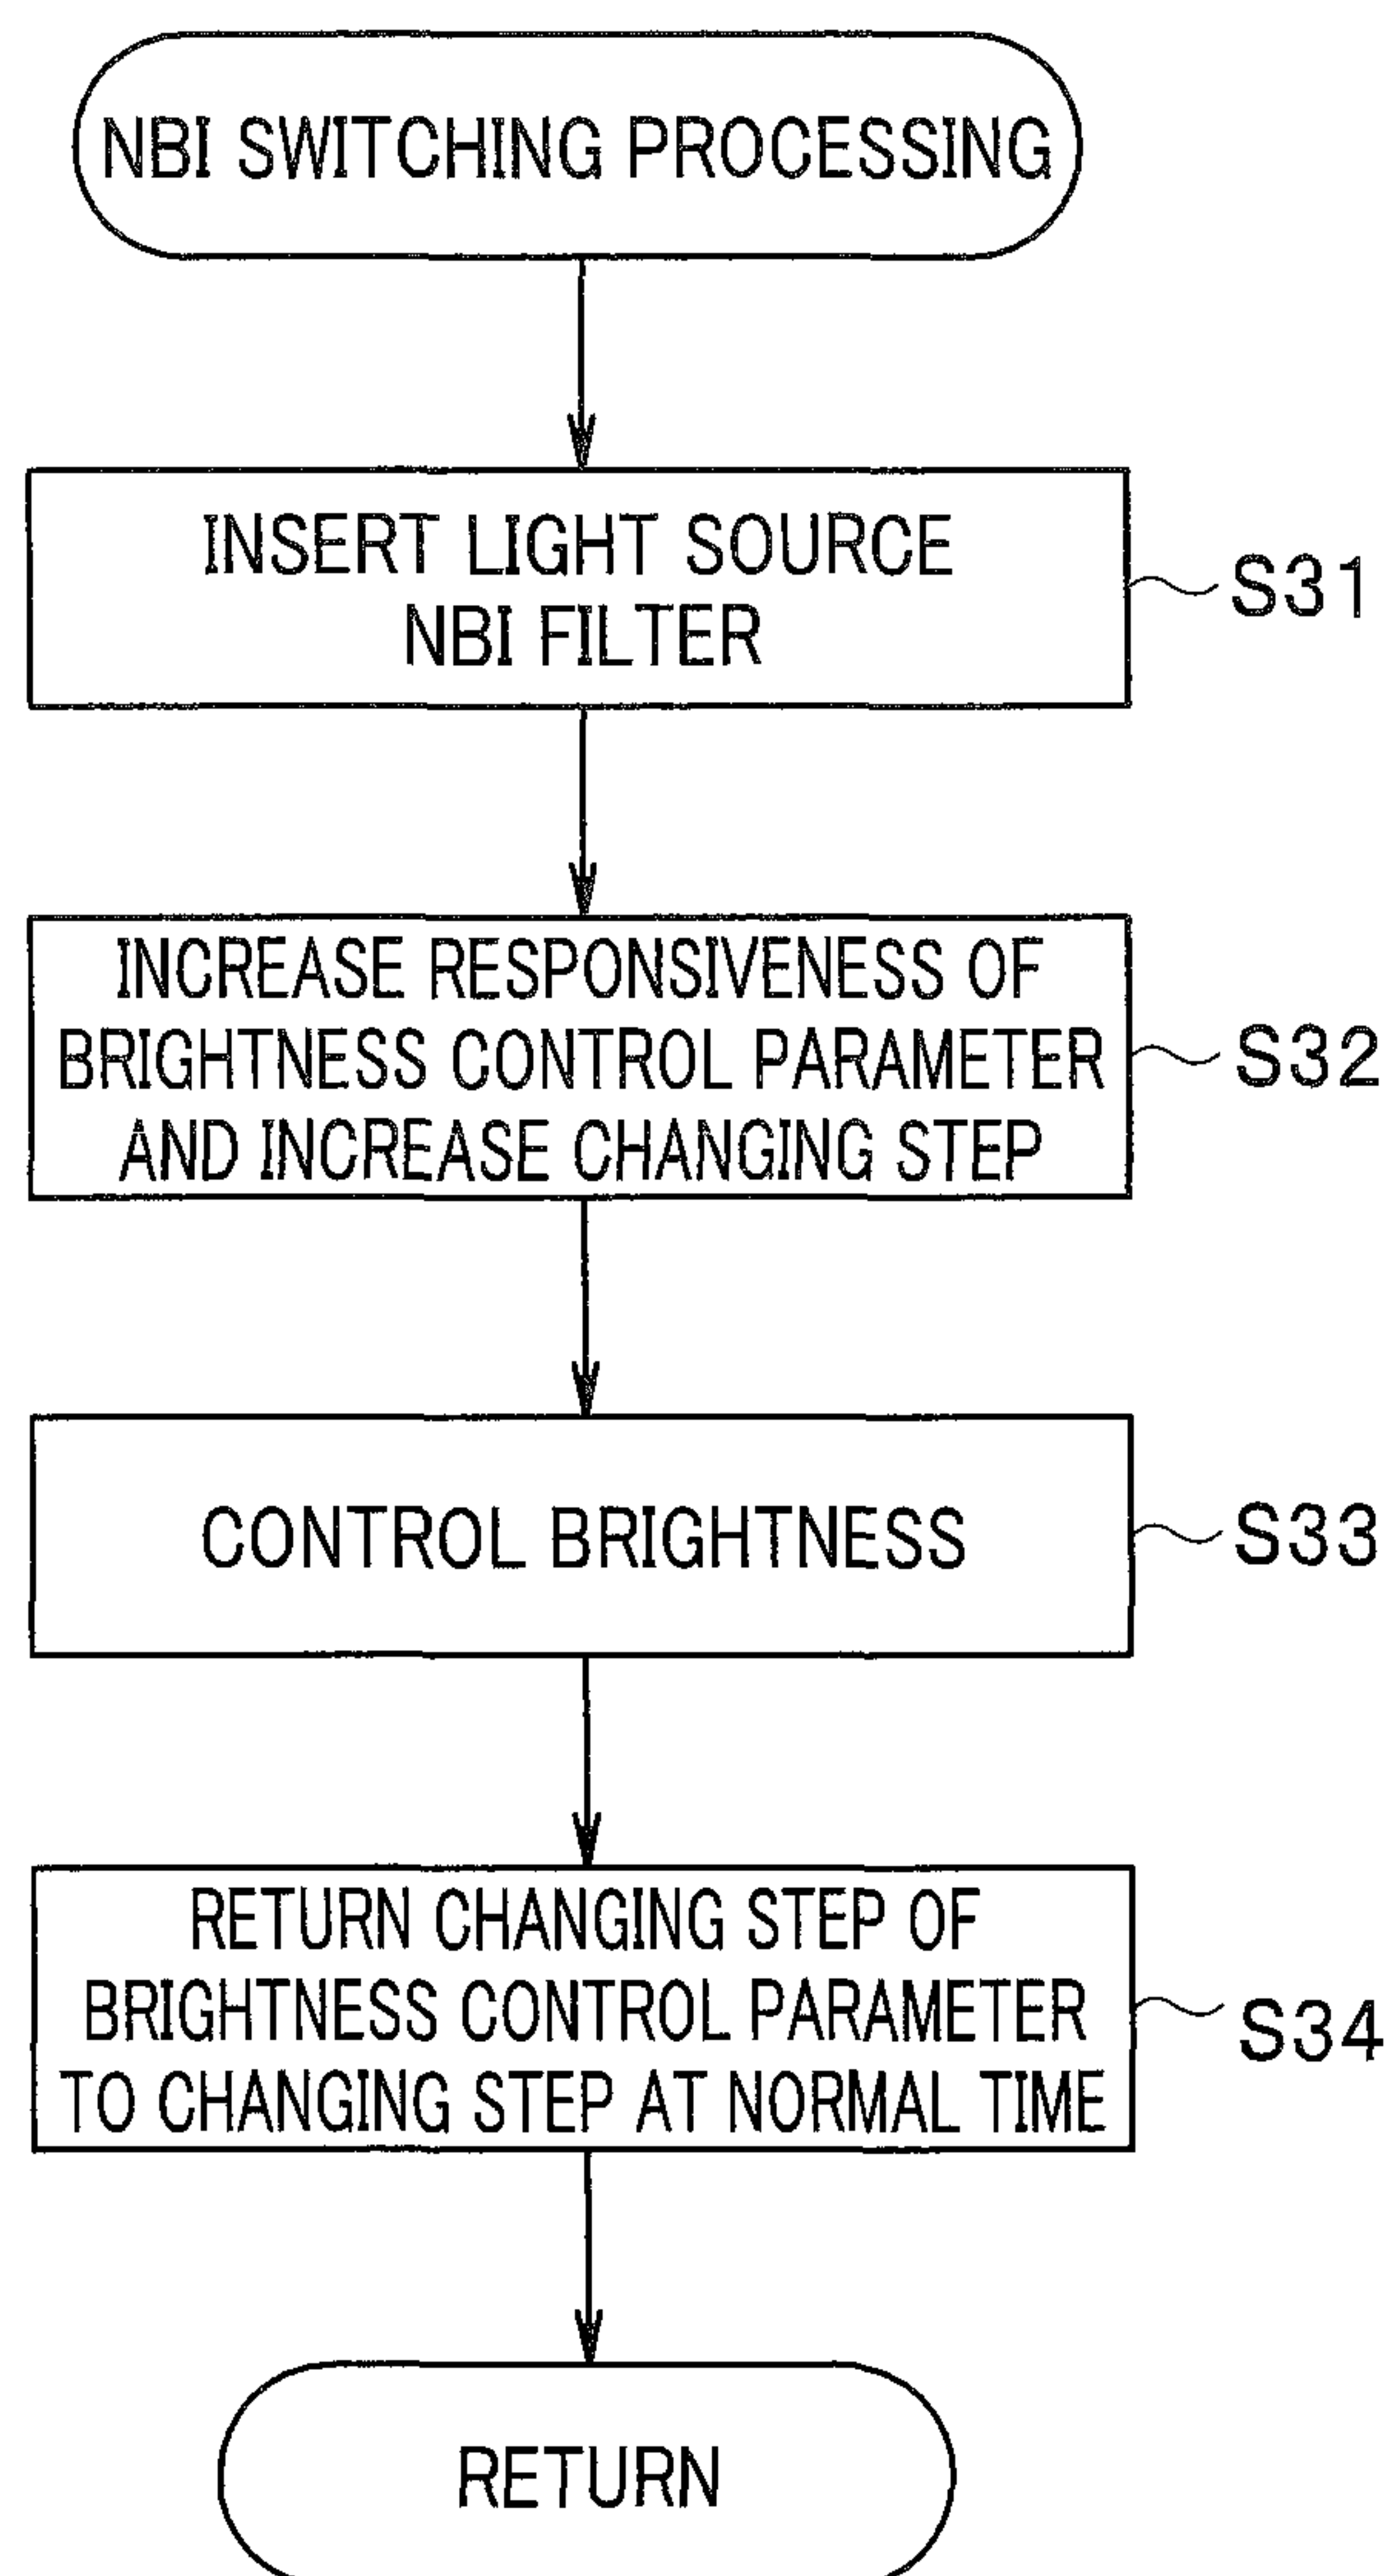 NBI SWITCHING PROCESSING
INSERT LIGHT SOURCE
NBI FILTER
S31
INCREASE RESPONSIVENESS OF
BRIGHTNESS CONTROL PARAMETER
AND INCREASE CHANGING STEP
S32
CONTROL BRIGHTNESS
S33
RETURN CHANGING STEP OF
BRIGHTNESS CONTROL PARAMETER
TO CHANGING STEP AT NORMAL TIME
S34
RETURN